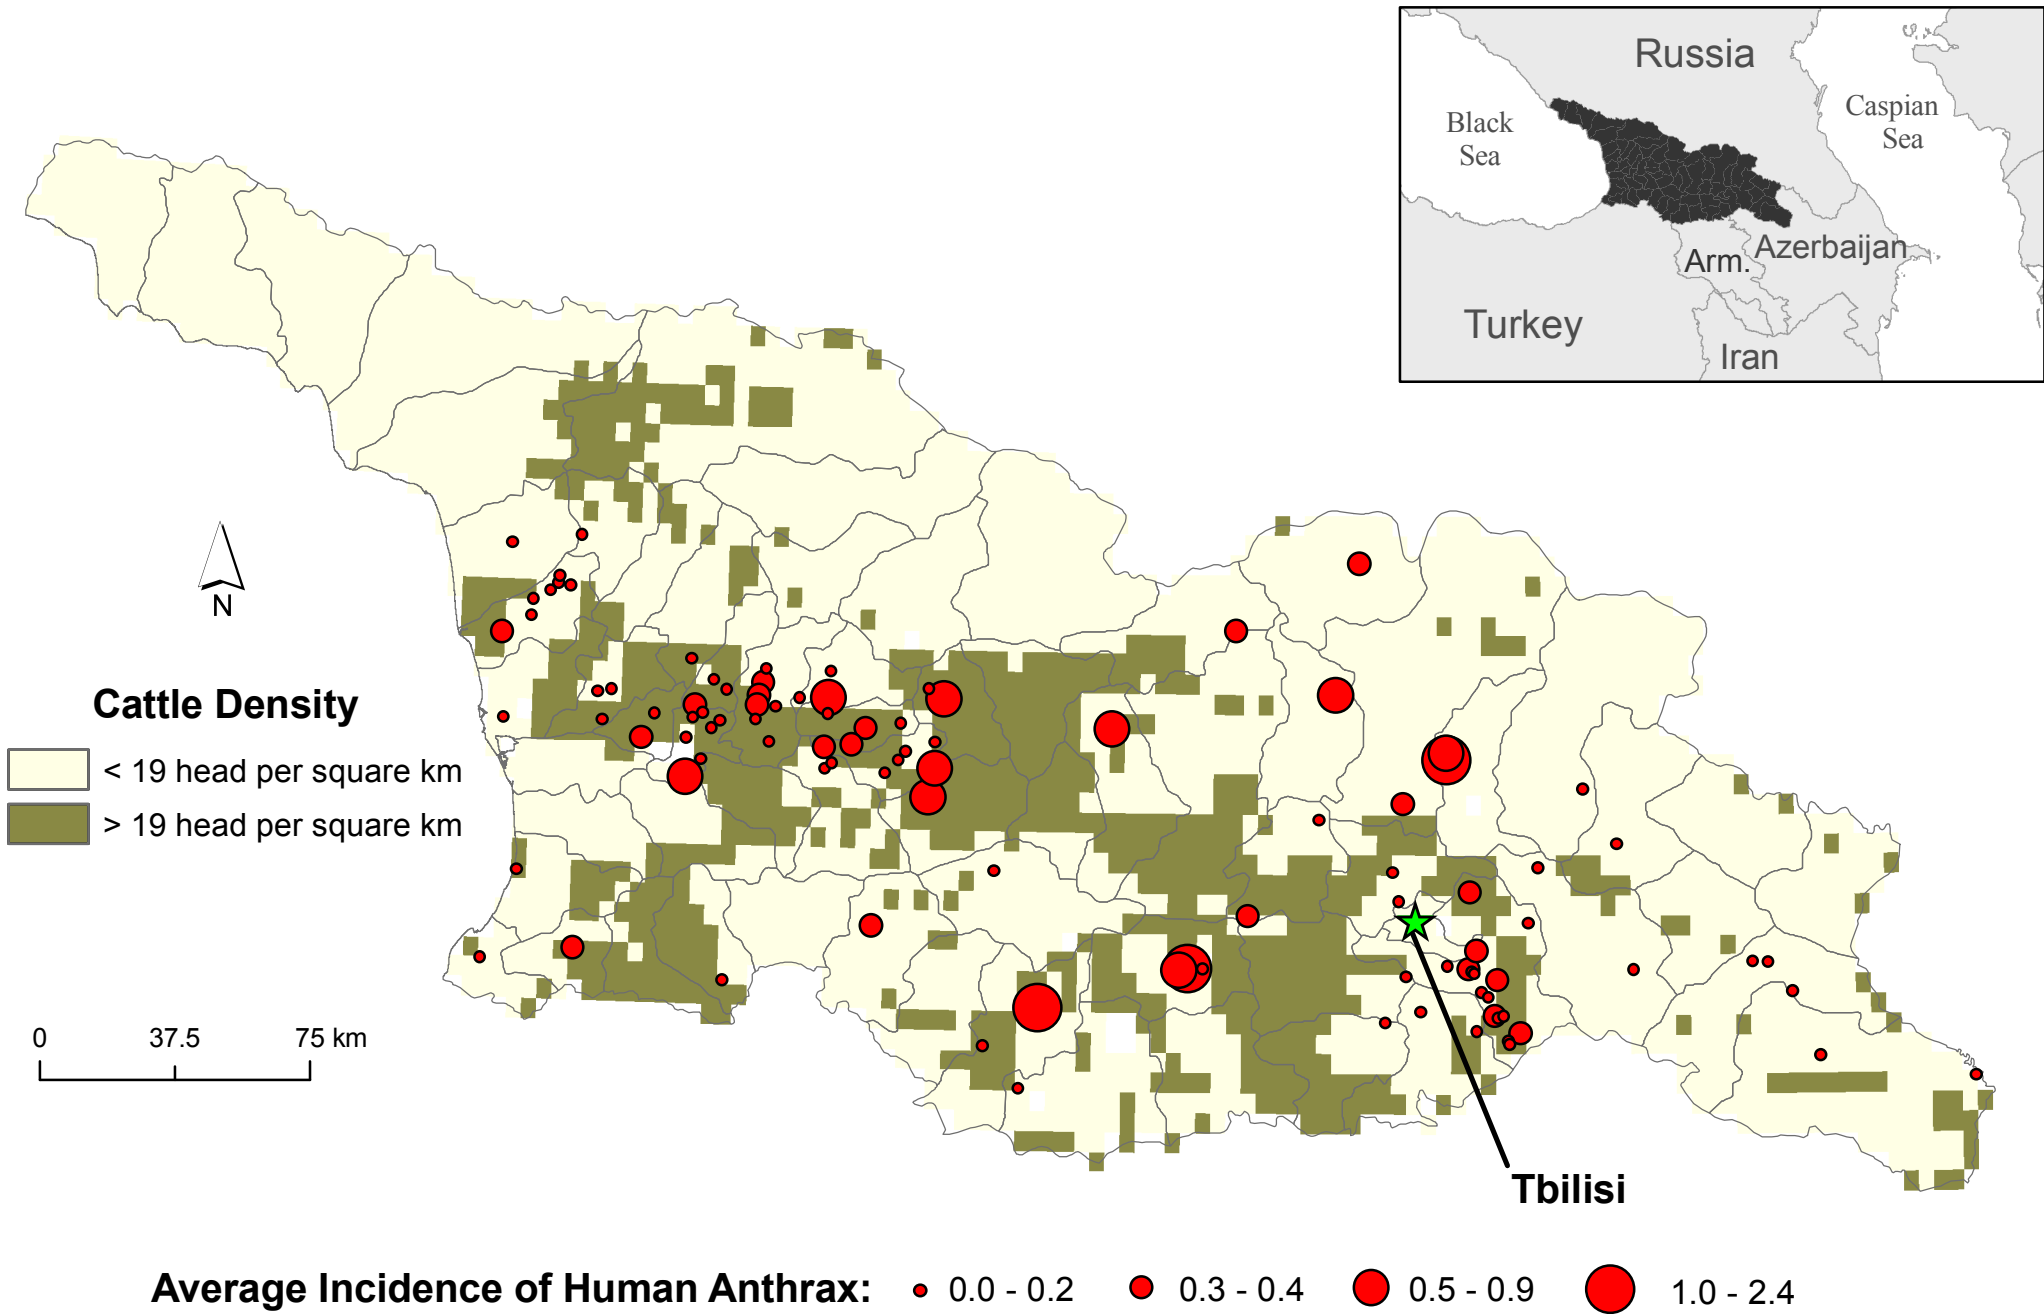 Russia
Black
Sea
Caspian
Sea
Azerbaijan
Arm.
Turkey
Iran
N
Cattle Density
< 19 head per square km
> 19 head per square km
0 37.5 75 km
Tbilisi
Average Incidence of Human Anthrax: 0.0 - 0.2 0.3 - 0.4 0.5 - 0.9 1.0 - 2.4